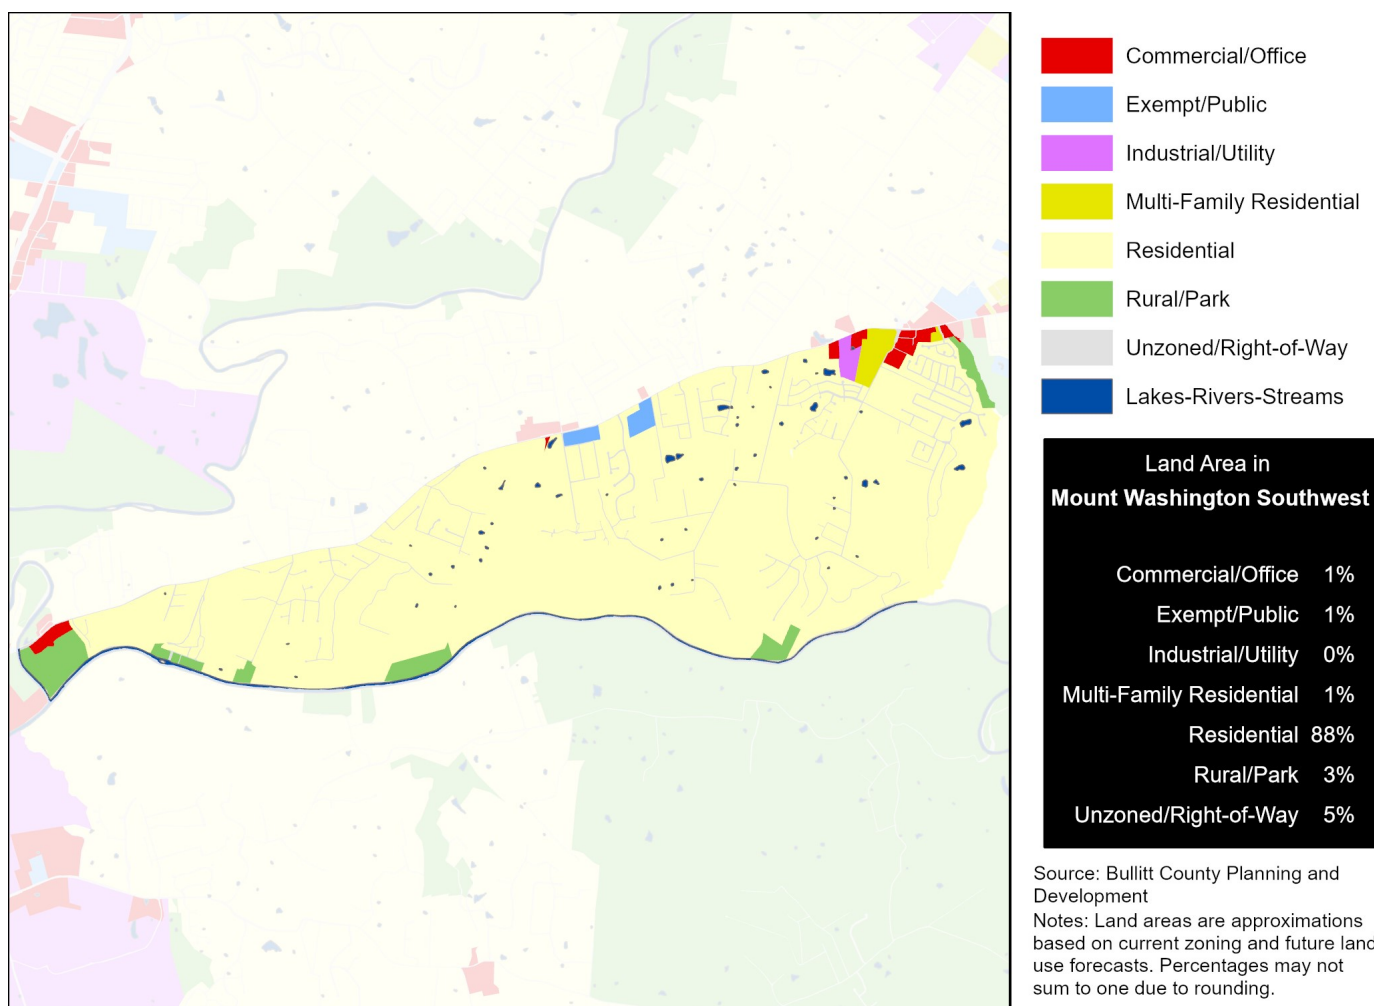 Commercial/Office
Exempt/Public
Industrial/Utility
Multi-Family Residential
Residential
Rural/Park
Unzoned/Right-of-Way
Lakes-Rivers-Streams
Land Area in
Mount Washington Southwest
Commercial/Office 1%
Exempt/Public 1%
Industrial/Utility 0%
Multi-Family Residential 1%
Residential 88%
Rural/Park 3%
Unzoned/Right-of-Way 5%
Source: Bullitt County Planning and
Development
Notes: Land areas are approximations
based on current zoning and future land
use forecasts. Percentages may not
sum to one due to rounding.